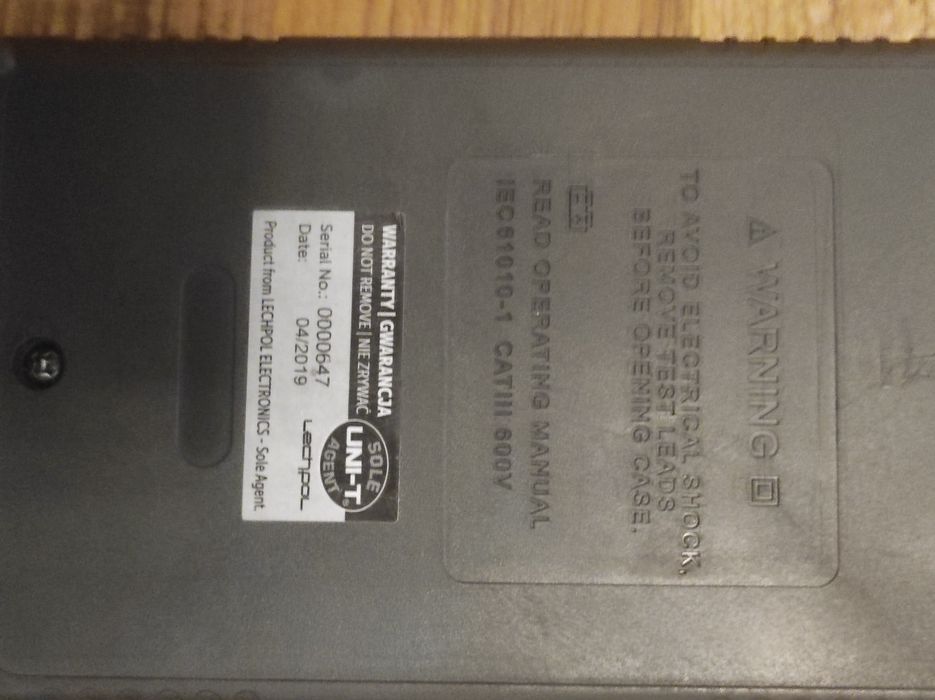 WARNING
TO AVOID ELECTRICAL SHOCK,
REMOVE TEST LEADS
BEFORE OPENING CASE.
READ OPERATING MANUAL
IEC61010-1 CATIII 600V
WARRANTY | GWARANCJA
DO NOT REMOVE | NIE ZRYWAĆ
SOLE
UNI-T®
AGENT
Serial No.: 0000647
Date: 04/2019
Lechpol
Product from LECHPOL ELECTRONICS - Sole Agent.